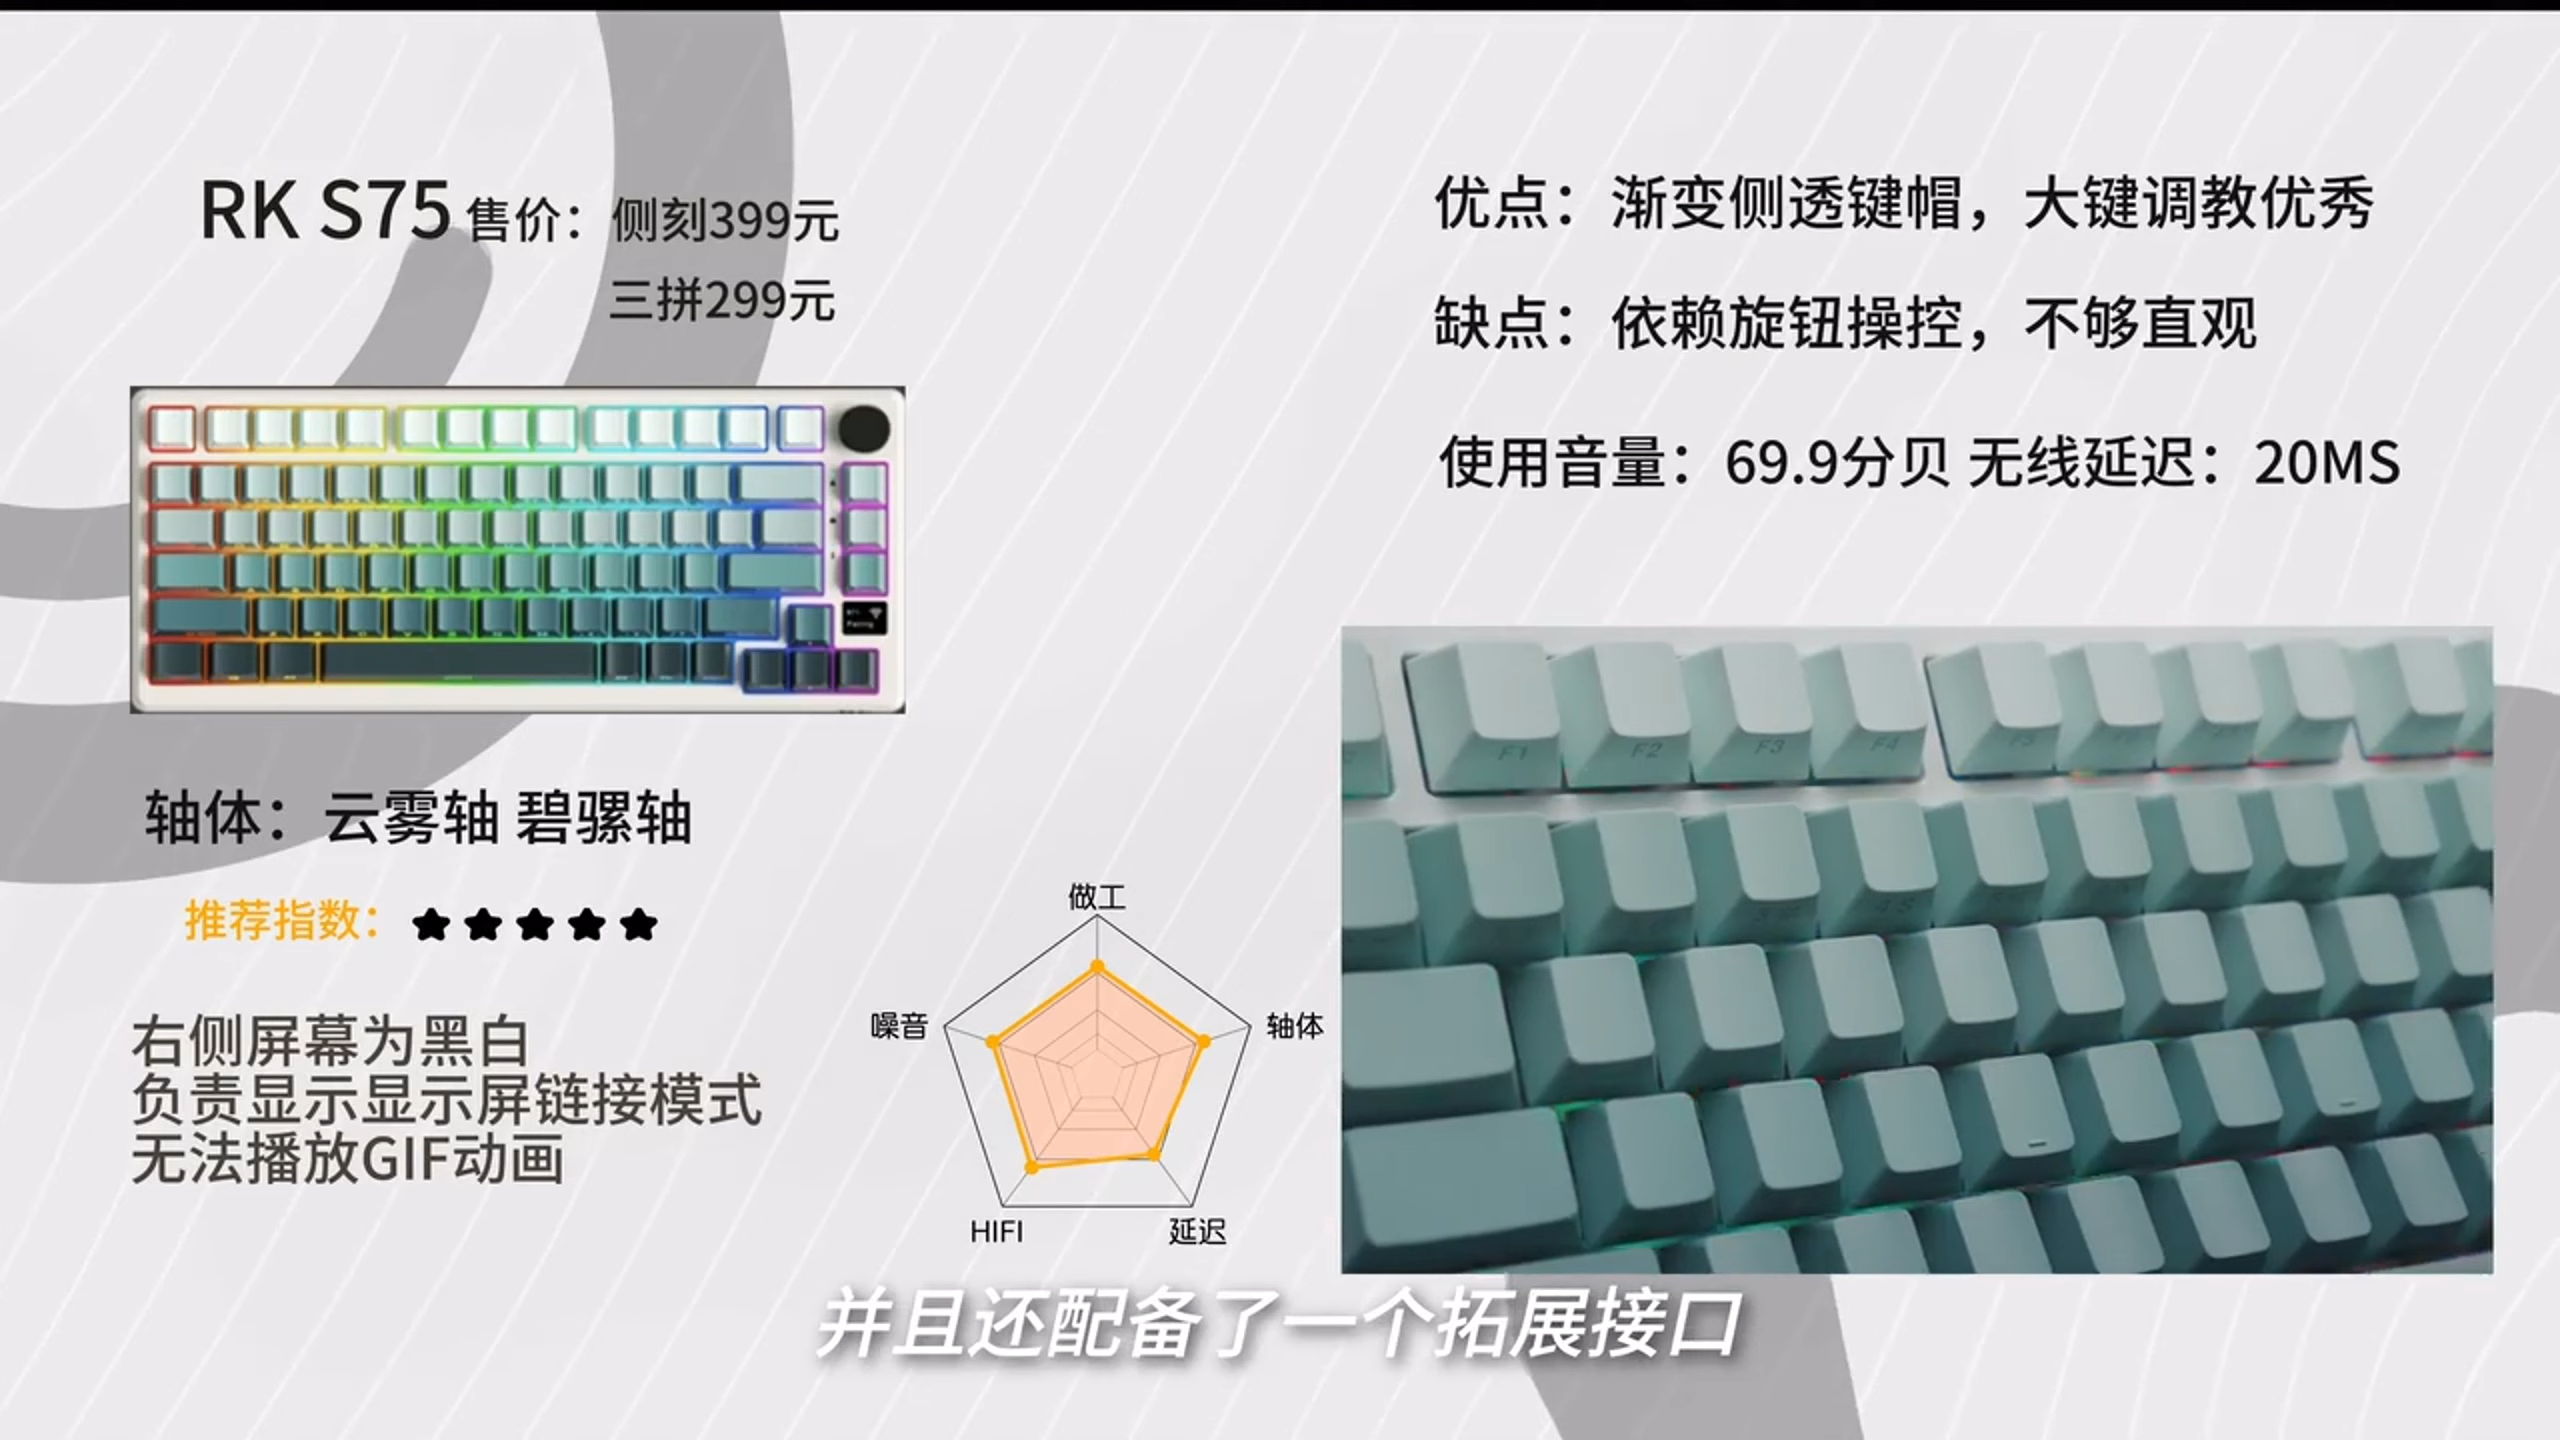 RK S75 售价：侧刻399元
三拼299元
优点：渐变侧透键帽，大键调教优秀
缺点：依赖旋钮操控，不够直观
使用音量：69.9分贝 无线延迟：20MS
轴体：云雾轴 碧骡轴
推荐指数：★★★★★
右侧屏幕为黑白
负责显示显示屏链接模式
无法播放GIF动画
做工
噪音
轴体
HIFI
延迟
F1
F2
F3
F4
并且还配备了一个拓展接口